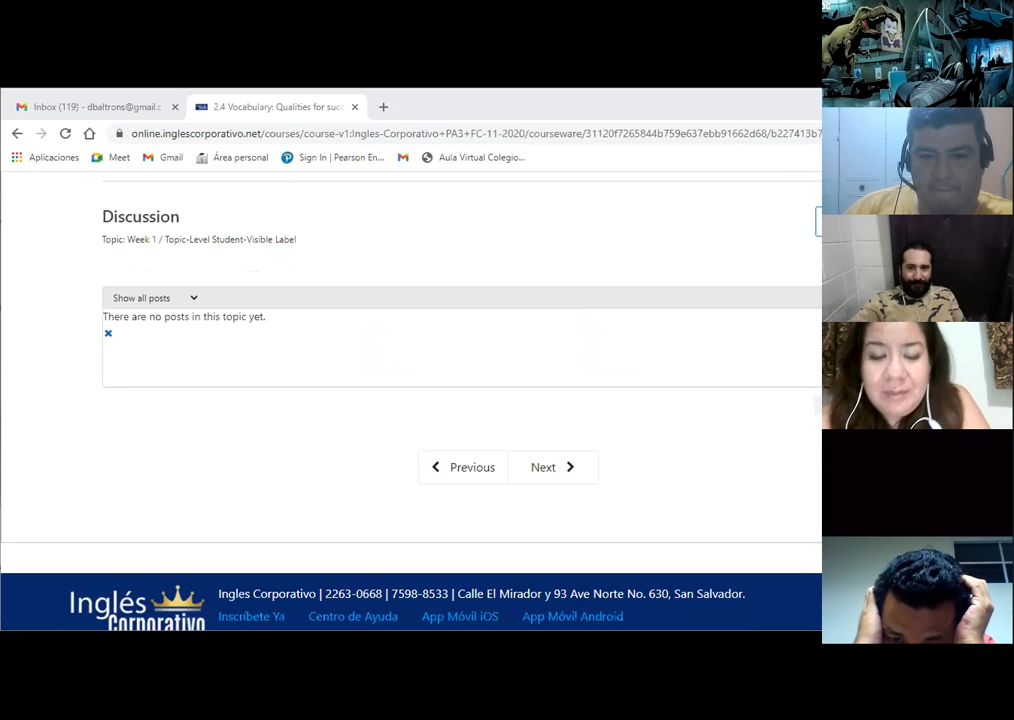 Inbox (119) - dbaltrons@gmail.c
2.4 Vocabulary: Qualities for succ
online.inglescorporativo.net/courses/course-v1:Ingles-Corporativo+PA3+FC-11-2020/courseware/31120f7265844b759e637ebb91662d68/b227413b7
Aplicaciones Meet Gmail Área personal Sign In | Pearson En... Aula Virtual Colegio...
Discussion
Topic: Week 1 / Topic-Level Student-Visible Label
Show all posts
There are no posts in this topic yet.
Previous Next
Inglés
Corporativo
Ingles Corporativo | 2263-0668 | 7598-8533 | Calle El Mirador y 93 Ave Norte No. 630, San Salvador.
Inscríbete Ya Centro de Ayuda App Móvil iOS App Móvil Android